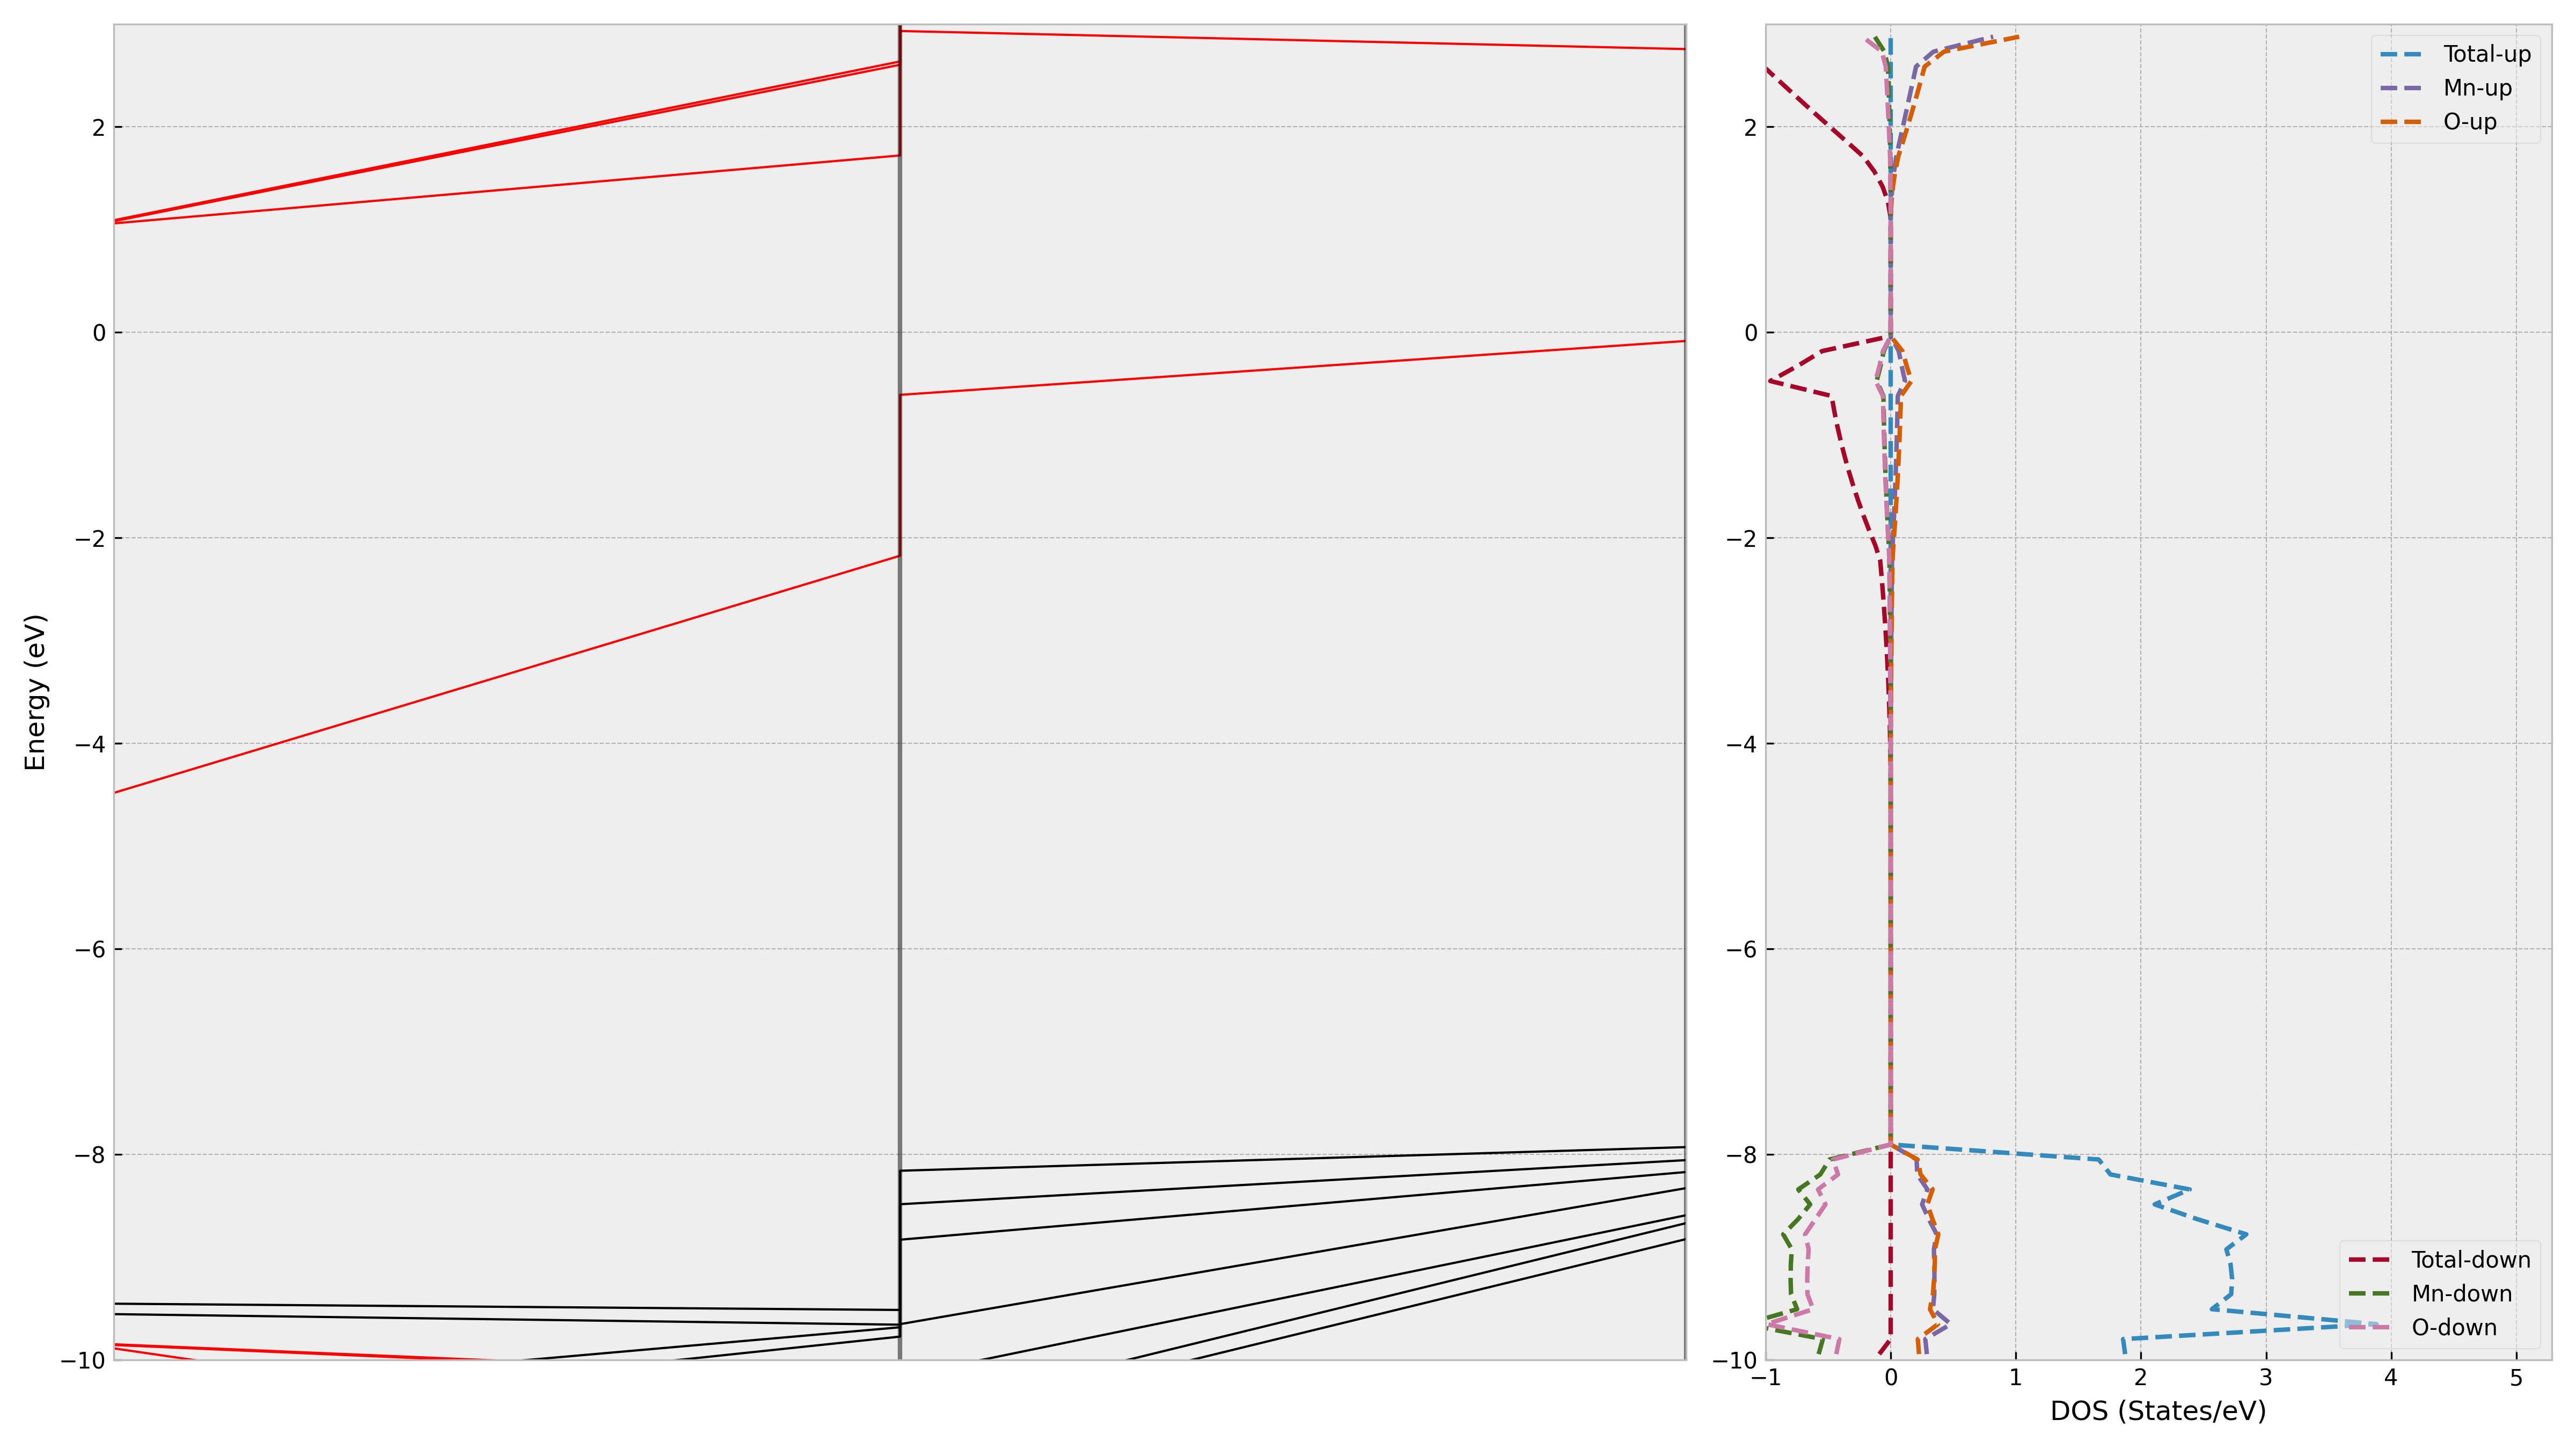 Energy (eV)
2
0
−2
−4
−6
−8
−10
2
0
−2
−4
−6
−8
−10
−1
0
1
2
3
4
5
DOS (States/eV)
Total-up
Mn-up
O-up
Total-down
Mn-down
O-down